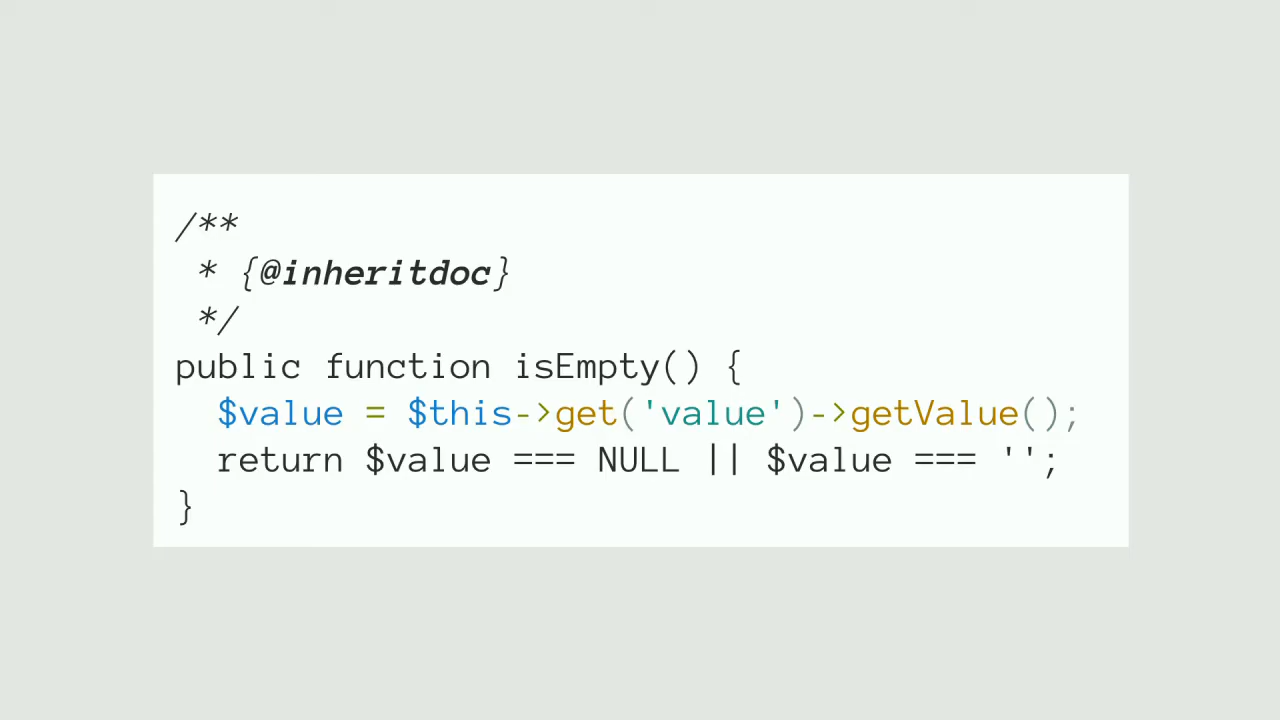 /**
 * {@inheritdoc}
 */
public function isEmpty() {
  $value = $this->get('value')->getValue();
  return $value === NULL || $value === '';
}